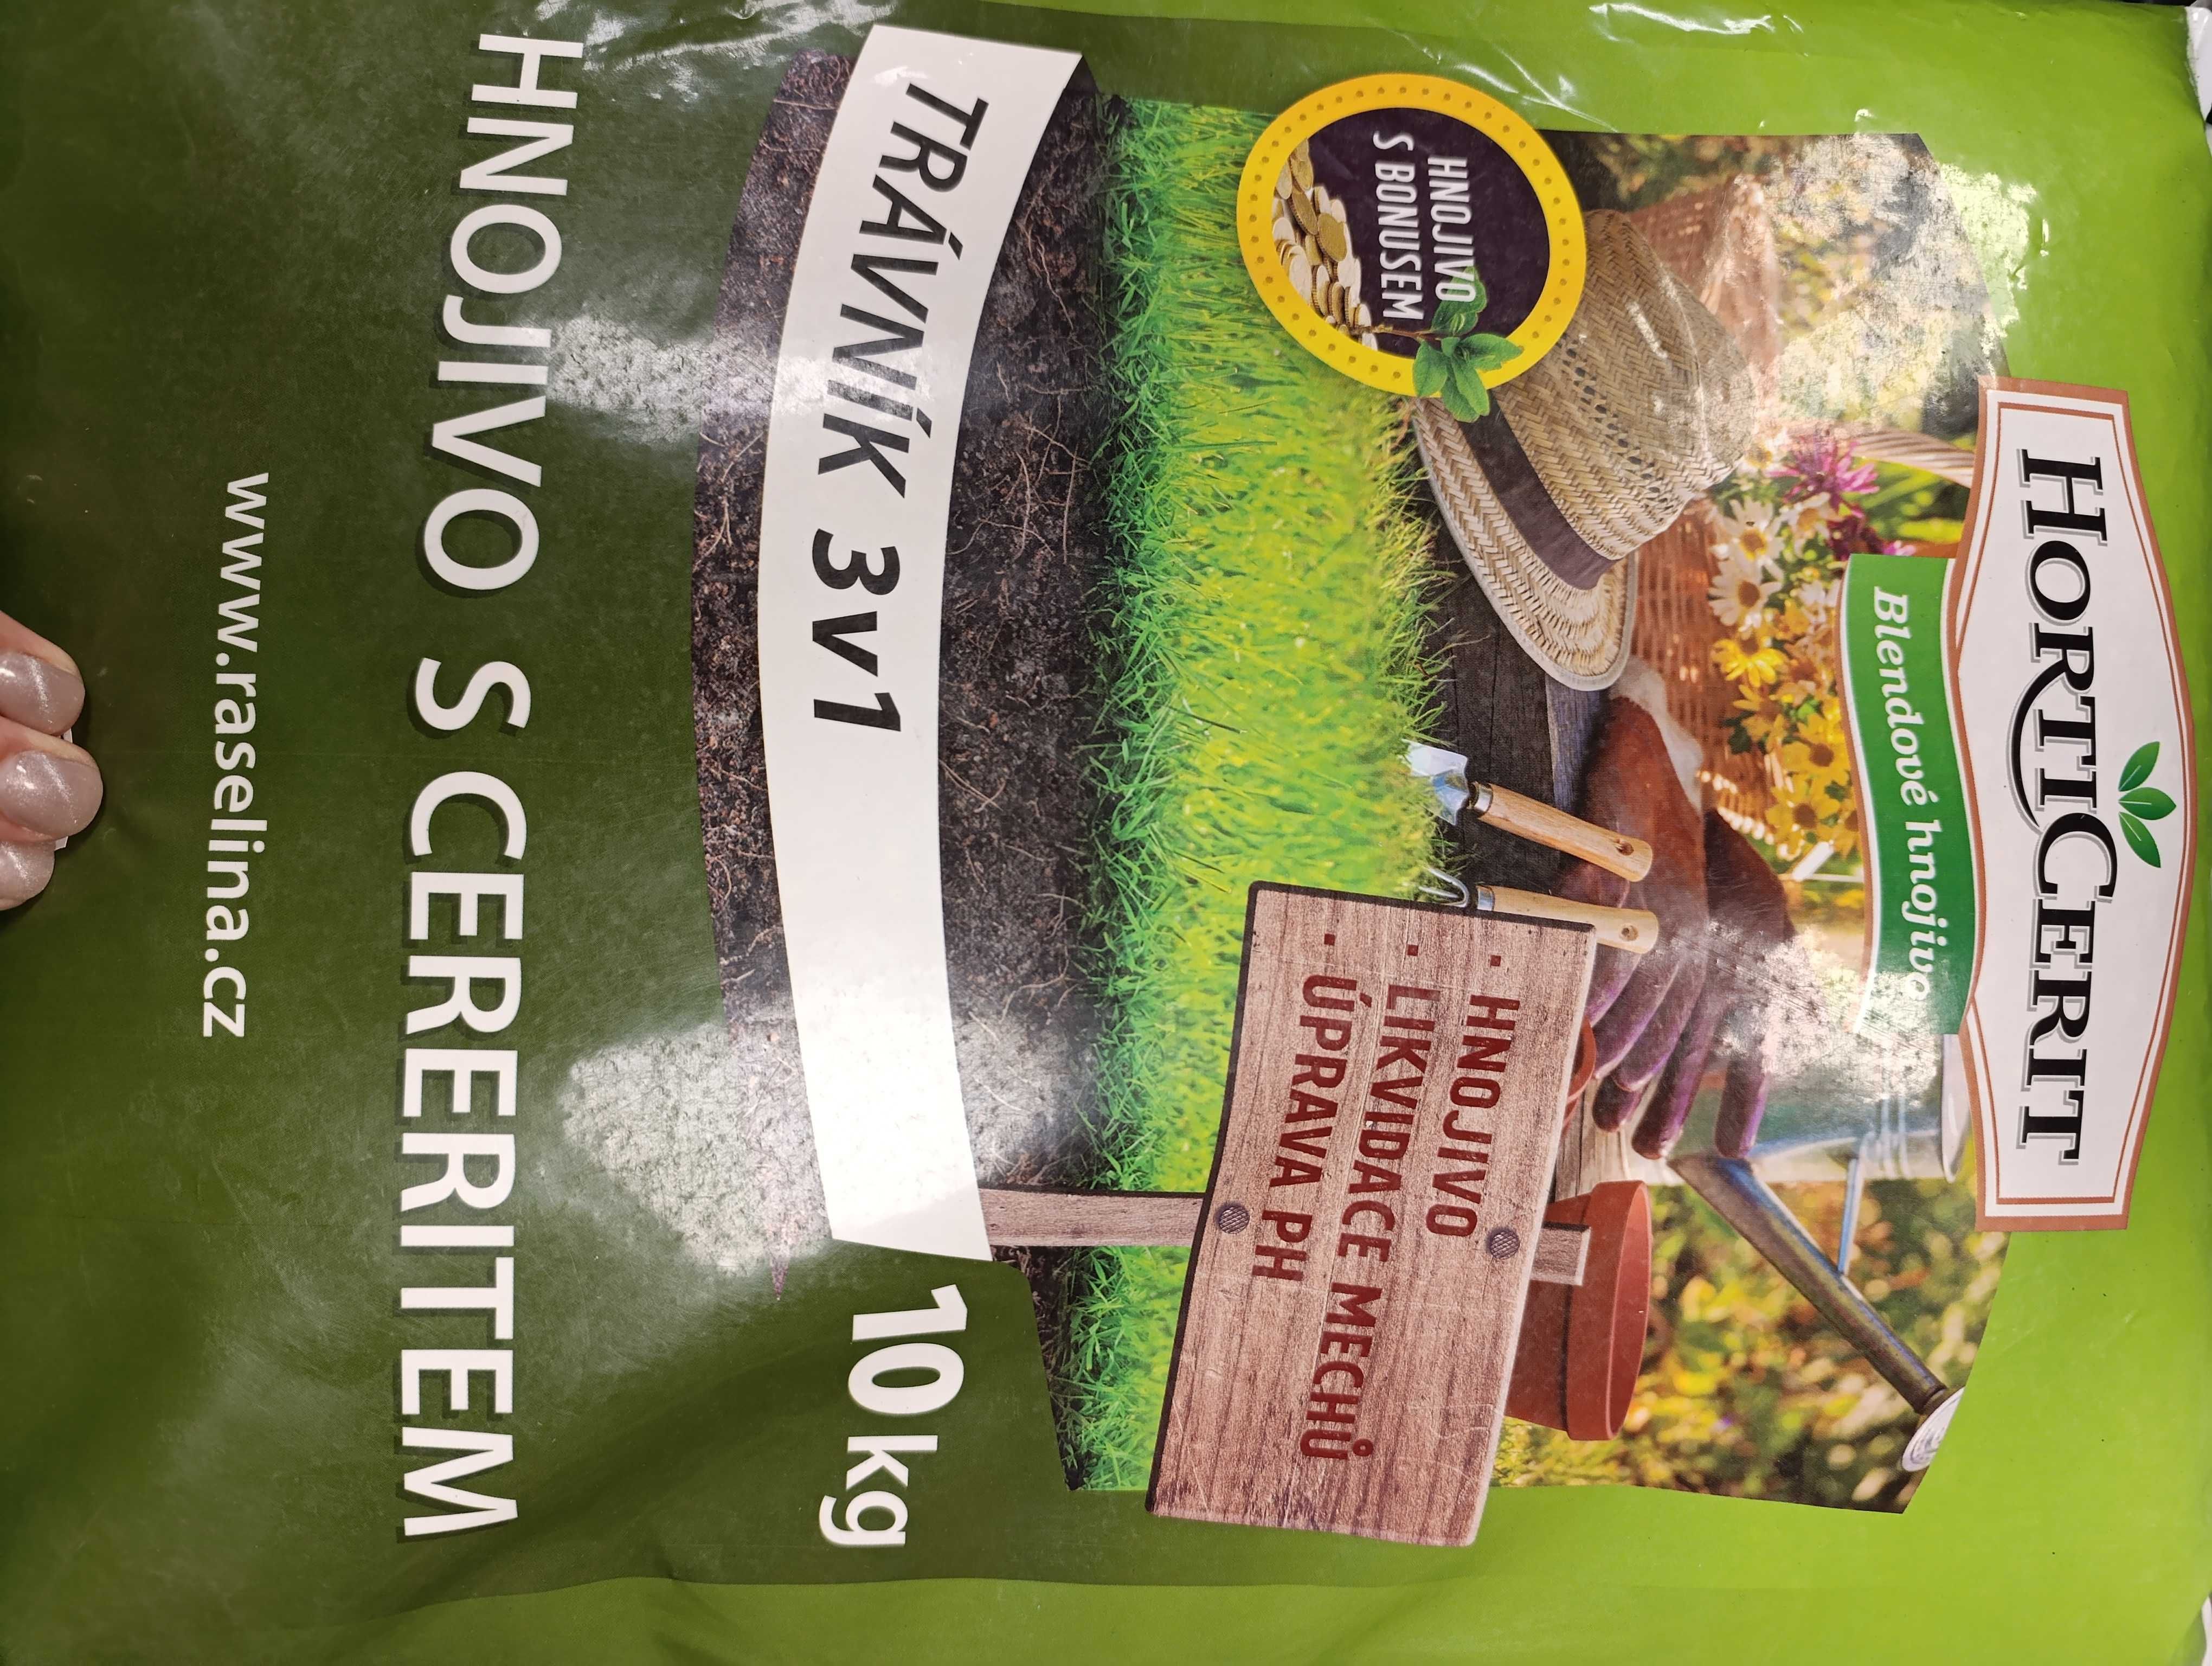 HORTICERIT
Blendové hnojivo
HNOJIVO
S BONUSEM
· HNOJIVO
· LIKVIDACE MECHŮ
· ÚPRAVA PH
TRÁVNÍK 3v1
10 kg
HNOJIVO S CERERITEM
www.raselina.cz